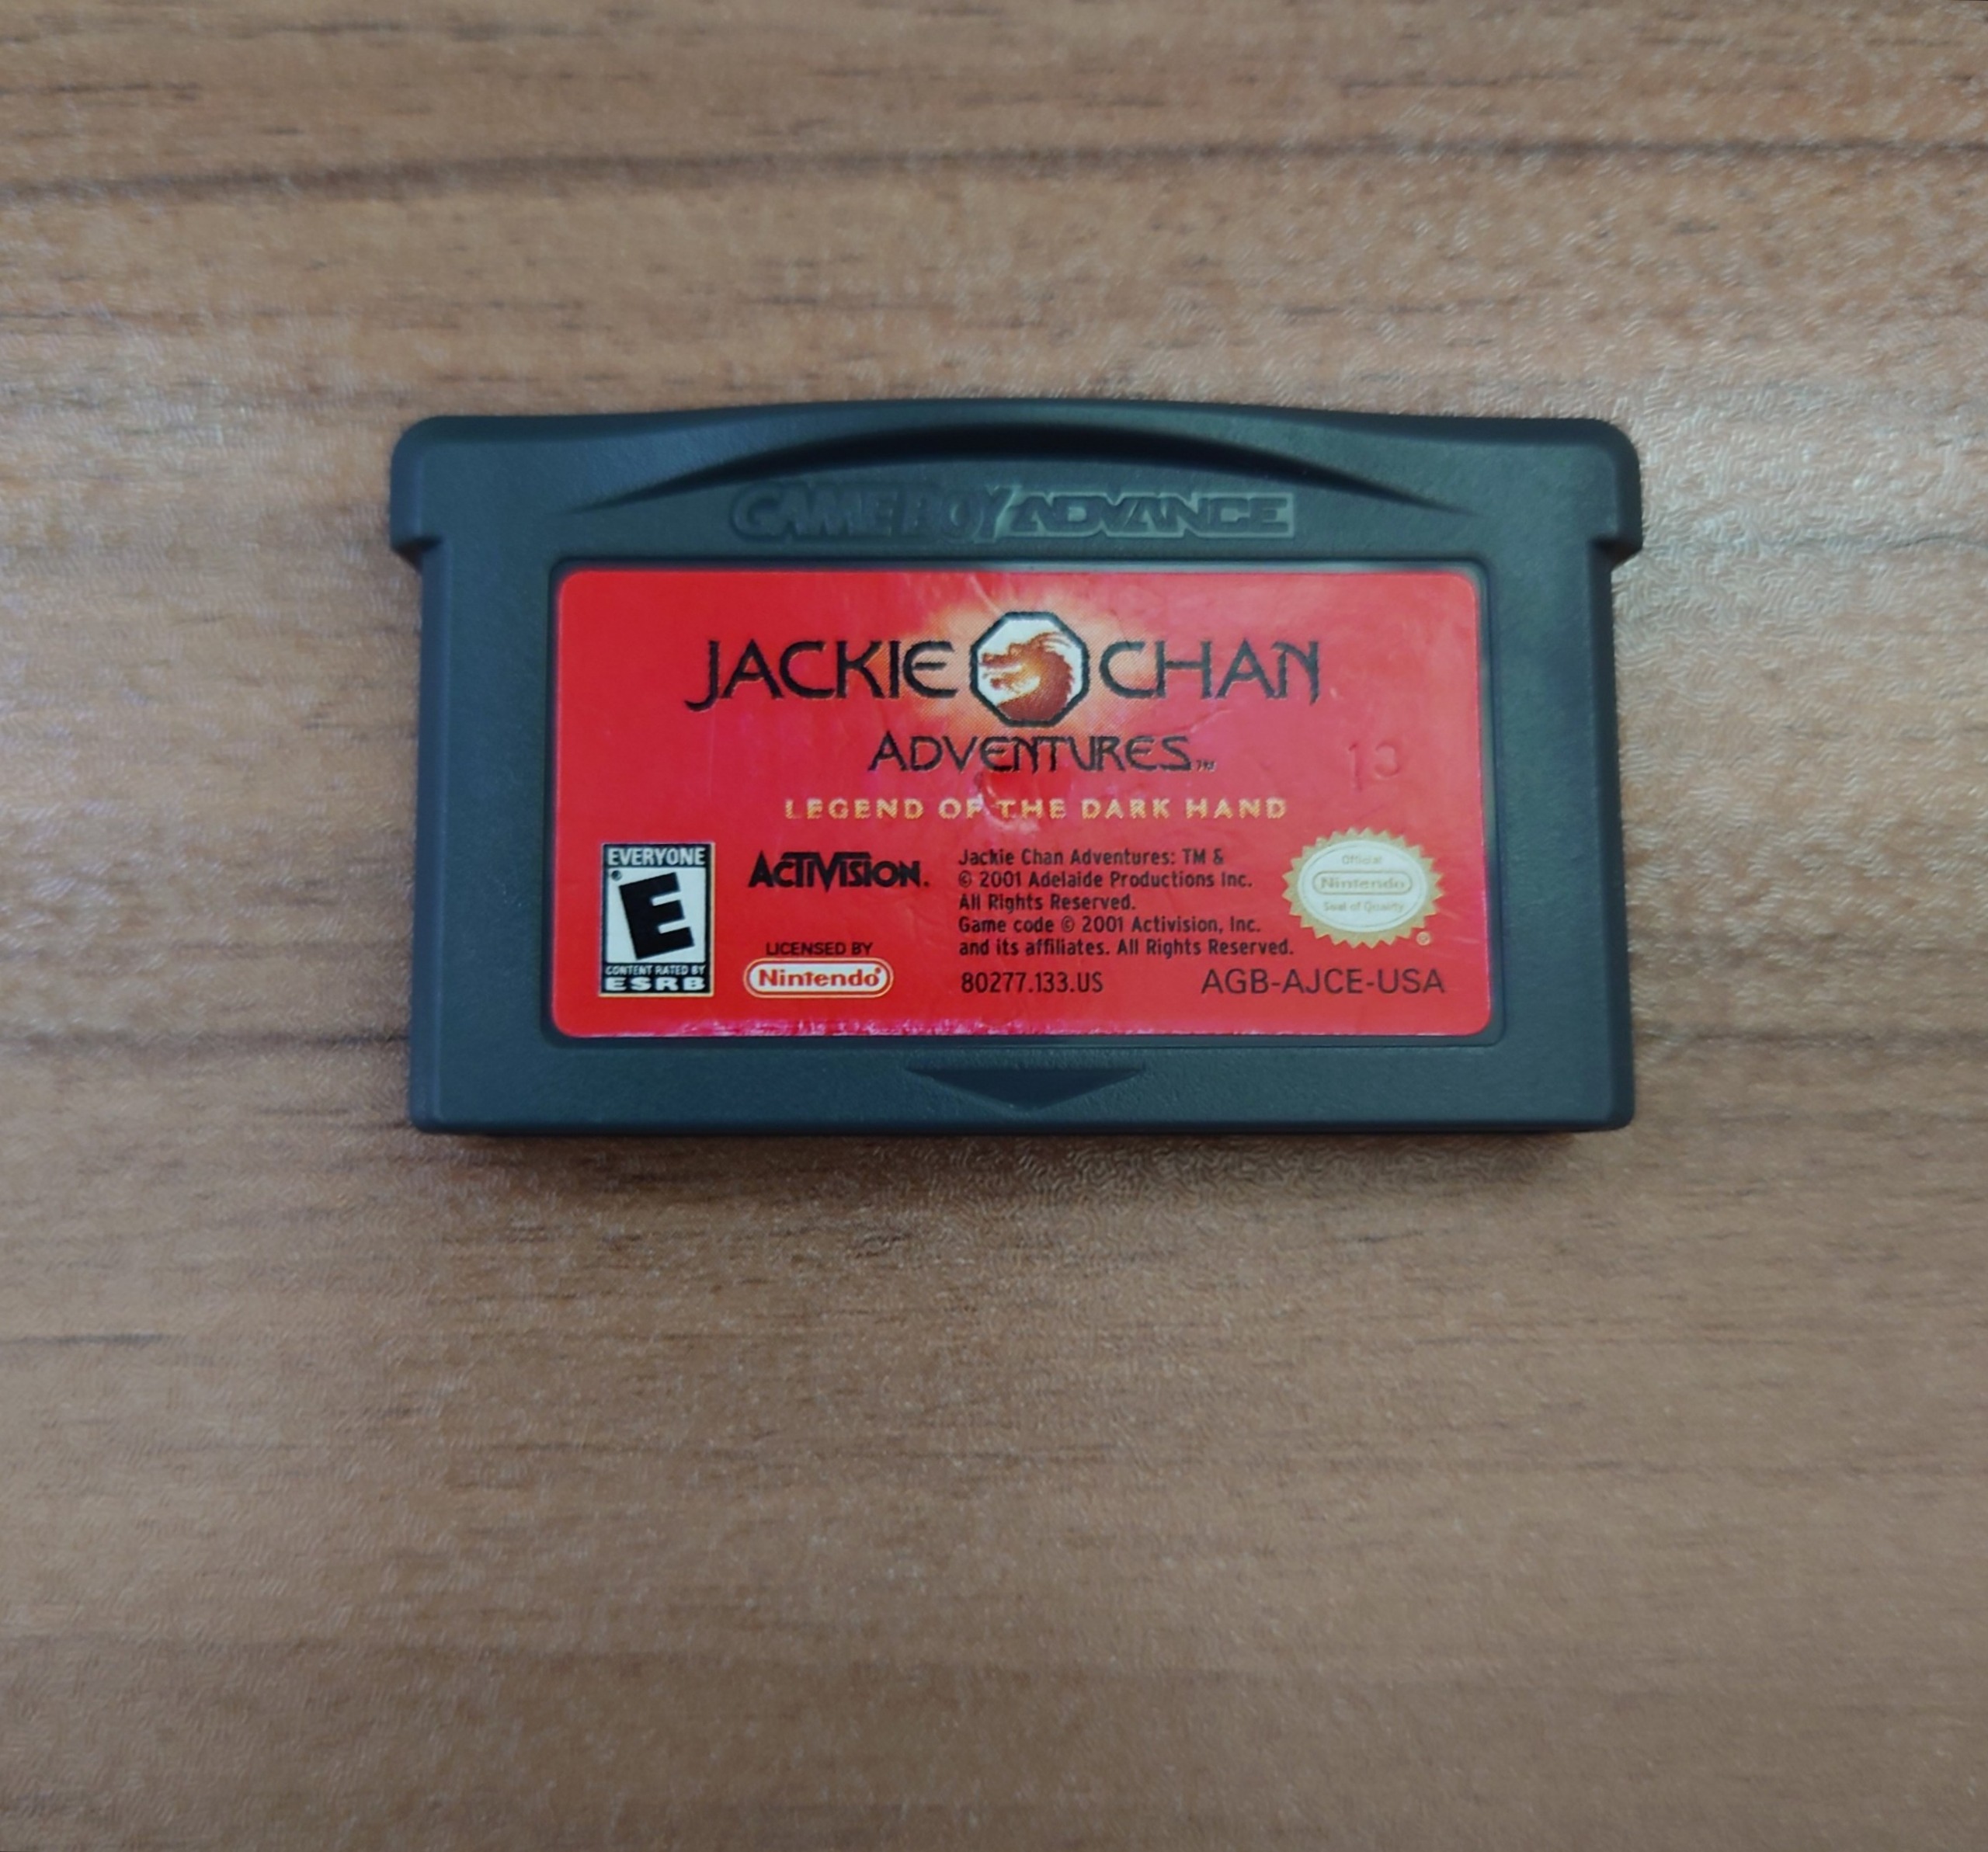 GAME BOY ADVANCE
JACKIE CHAN
ADVENTURES™
LEGEND OF THE DARK HAND
13
EVERYONE
E
CONTENT RATED BY
ESRB
ACTIVISION.
LICENSED BY
Nintendo®
Jackie Chan Adventures: TM &
© 2001 Adelaide Productions Inc.
All Rights Reserved.
Game code © 2001 Activision, Inc.
and its affiliates. All Rights Reserved.
80277.133.US
Official
Nintendo
Seal of Quality
AGB-AJCE-USA